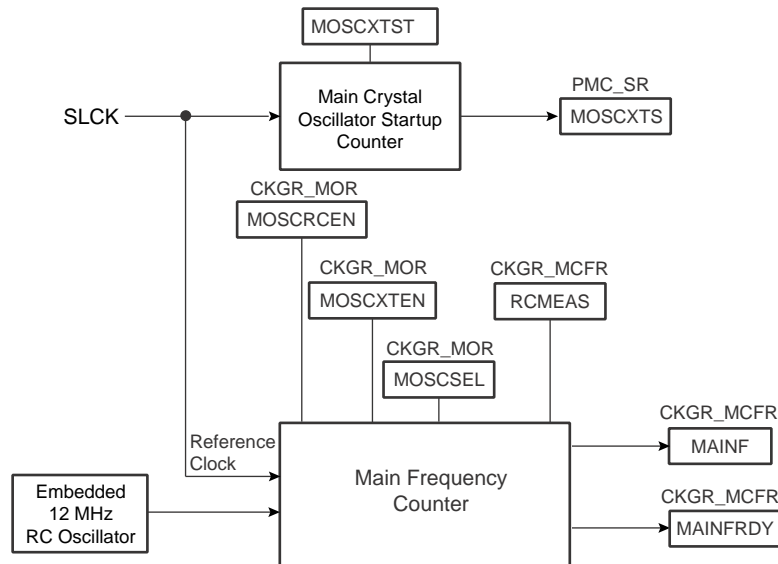 MOSCXTST
SLCK
Main Crystal
Oscillator Startup
Counter
PMC_SR
MOSCXTS
CKGR_MOR
MOSCRCEN
CKGR_MOR
MOSCXTEN
CKGR_MCFR
RCMEAS
CKGR_MOR
MOSCSEL
Reference
Clock
Main Frequency
Counter
CKGR_MCFR
MAINF
Embedded
12 MHz
RC Oscillator
CKGR_MCFR
MAINFRDY